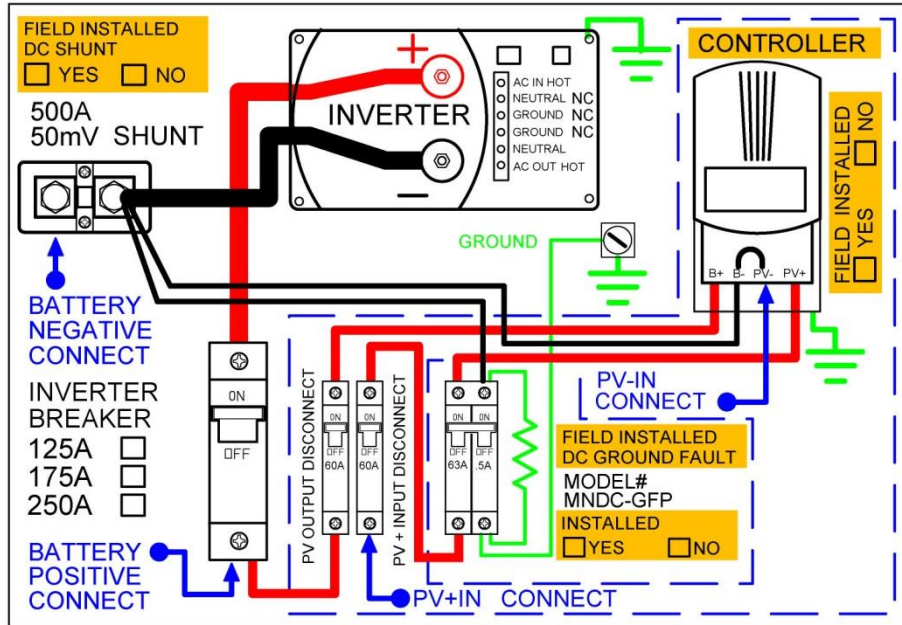 FIELD INSTALLED
DC SHUNT
YES NO
500A
50mV SHUNT
+
INVERTER
−
AC IN HOT
NEUTRAL NC
GROUND NC
GROUND NC
NEUTRAL
AC OUT HOT
CONTROLLER
FIELD INSTALLED
YES NO
B+ B- PV- PV+
GROUND
BATTERY
NEGATIVE
CONNECT
INVERTER
BREAKER
125A
175A
250A
ON
OFF
BATTERY
POSITIVE
CONNECT
PV OUTPUT DISCONNECT
ON
OFF
60A
PV + INPUT DISCONNECT
ON
OFF
60A
ON ON
OFF OFF
63A .5A
PV-IN
CONNECT
FIELD INSTALLED
DC GROUND FAULT
MODEL#
MNDC-GFP
INSTALLED
YES NO
PV+IN CONNECT